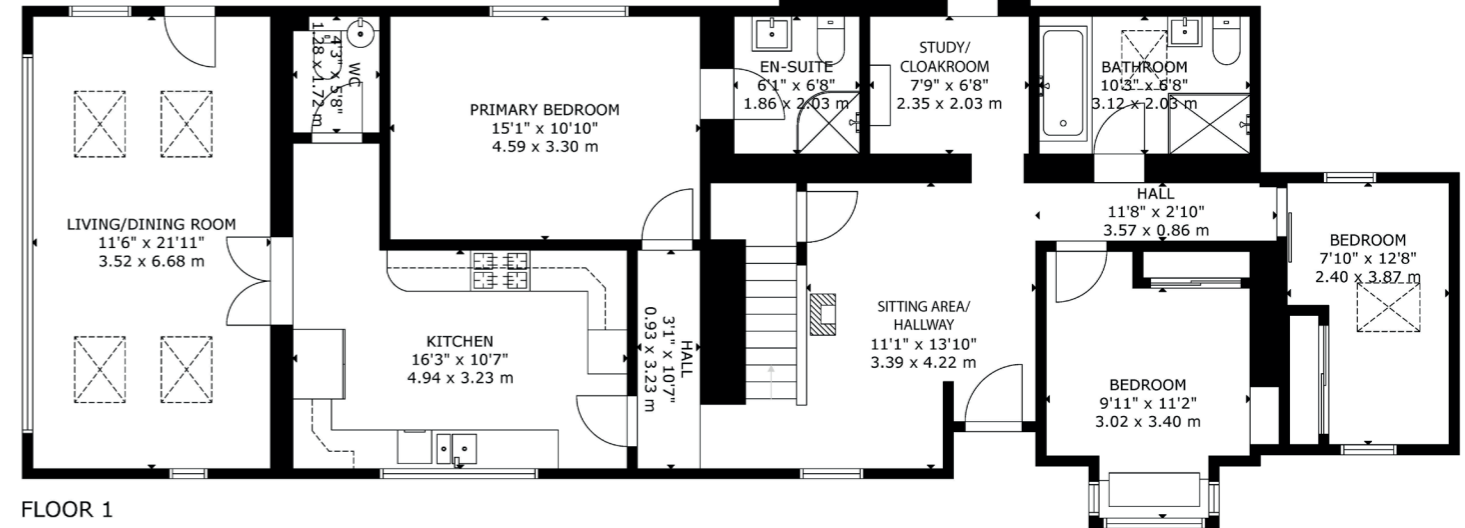 LIVING/DINING ROOM
11'6" x 21'11"
3.52 x 6.68 m
WC
4'3" x 5'8"
1.28 x 1.72 m
PRIMARY BEDROOM
15'1" x 10'10"
4.59 x 3.30 m
EN-SUITE
6'1" x 6'8"
1.86 x 2.03 m
STUDY/
CLOAKROOM
7'9" x 6'8"
2.35 x 2.03 m
BATHROOM
10'3" x 6'8"
3.12 x 2.03 m
KITCHEN
16'3" x 10'7"
4.94 x 3.23 m
HALL
3'1" x 10'7"
0.93 x 3.23 m
SITTING AREA/
HALLWAY
11'1" x 13'10"
3.39 x 4.22 m
HALL
11'8" x 2'10"
3.57 x 0.86 m
BEDROOM
9'11" x 11'2"
3.02 x 3.40 m
BEDROOM
7'10" x 12'8"
2.40 x 3.87 m
FLOOR 1